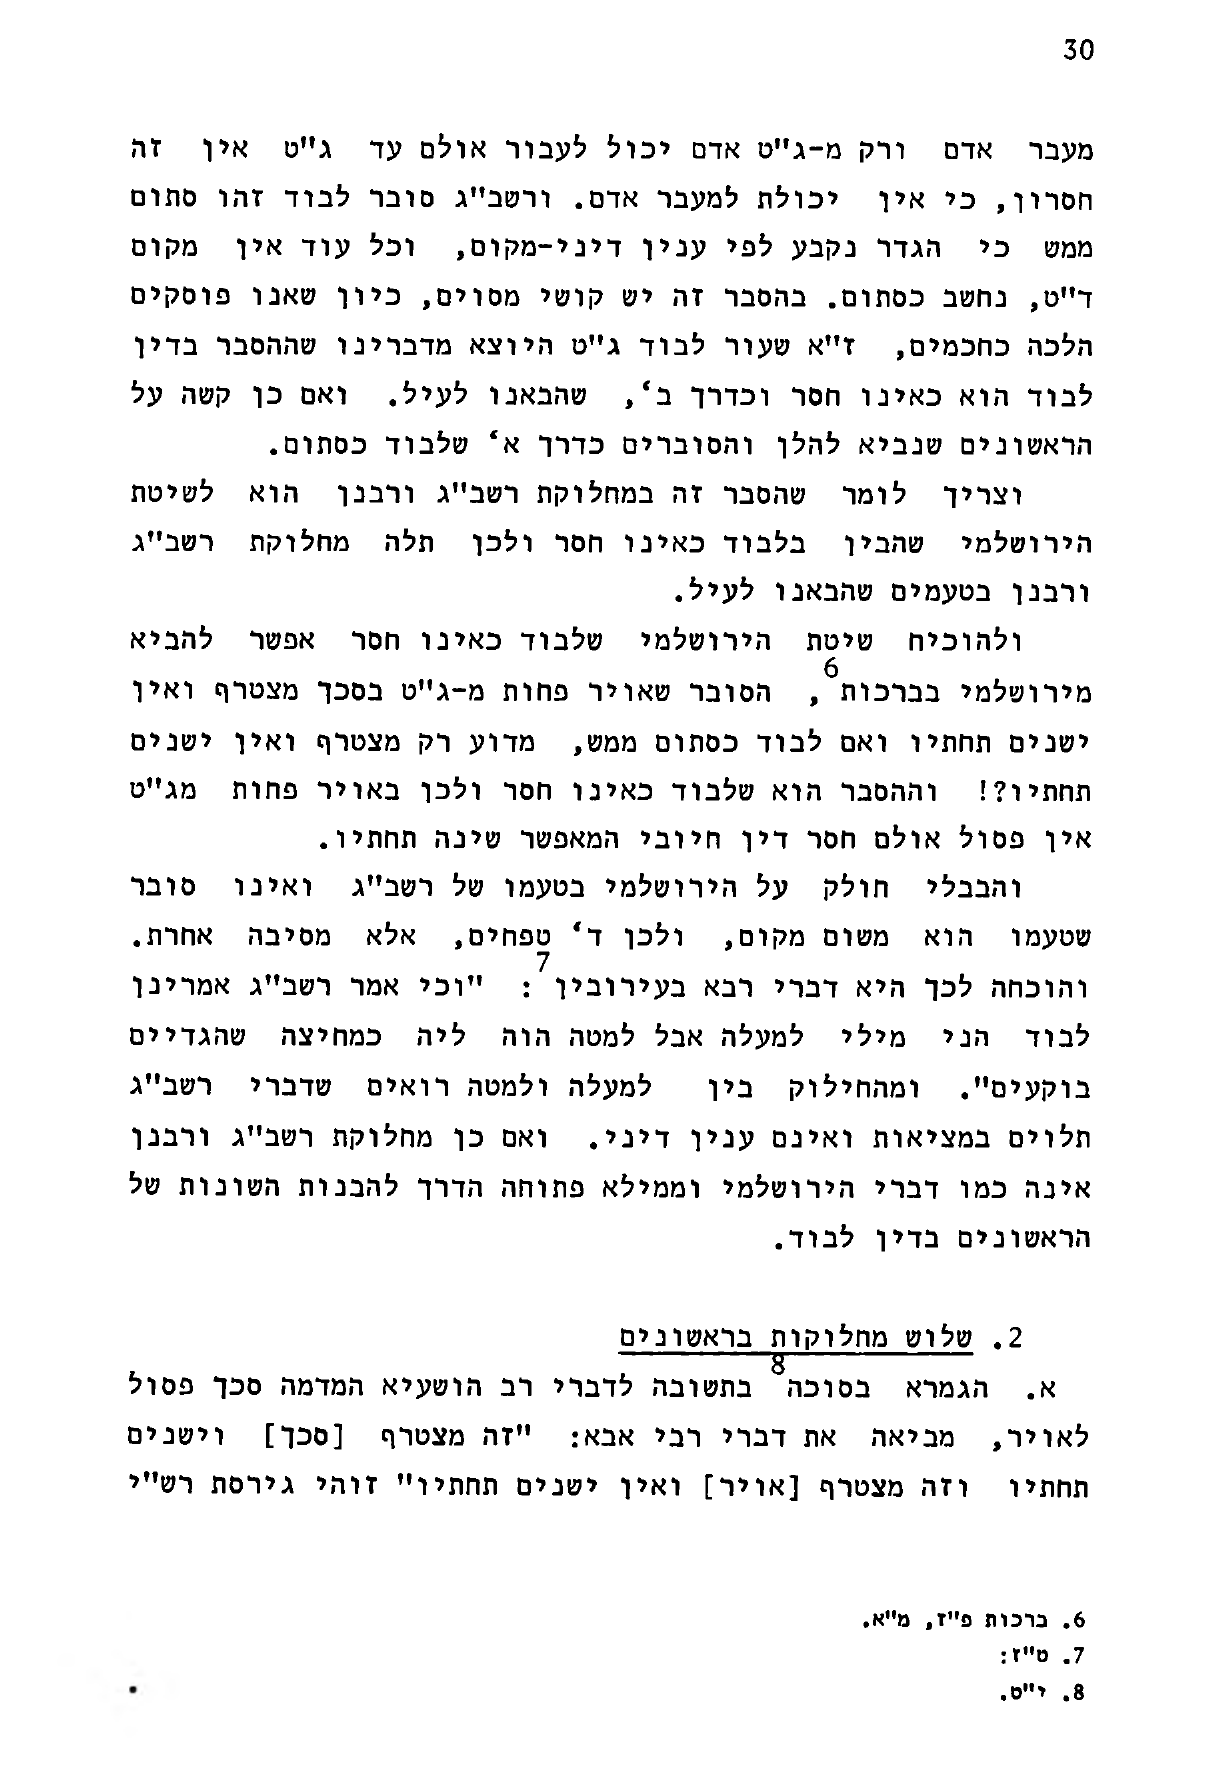 30
מעבר אדם ורק מ-ג"ט אדם יכול לעבור אולם עד ג"ט אין זה
חסרון, כי אין יכולת למעבר אדם. ורשב"ג סובר לבוד זהו סתום
ממש כי הגדר נקבע לפי ענין דיני-מקום, וכל עוד אין מקום
ד"ט, נחשב כסתום. בהסבר זה יש קושי מסוים, כיון שאנו פוסקים
הלכה כחכמים, ז"א שעור לבוד ג"ט היוצא מדברינו שההסבר בדין
לבוד הוא כאינו חסר וכדרך ב', שהבאנו לעיל. ואם כן קשה על
הראשונים שנביא להלן והסוברים כדרך א' שלבוד כסתום.
וצריך לומר שהסבר זה במחלוקת רשב"ג ורבנן הוא לשיטת
הירושלמי שהבין בלבוד כאינו חסר ולכן תלה מחלוקת רשב"ג
ורבנן בטעמים שהבאנו לעיל.
ולהוכיח שיטת הירושלמי שלבוד כאינו חסר אפשר להביא
מירושלמי בברכות6, הסובר שאויר פחות מ-ג"ט בסכך מצטרף ואין
ישנים תחתיו ואם לבוד כסתום ממש, מדוע רק מצטרף ואין ישנים
תחתיו?! וההסבר הוא שלבוד כאינו חסר ולכן באויר פחות מג"ט
אין פסול אולם חסר דין חיובי המאפשר שינה תחתיו.
והבבלי חולק על הירושלמי בטעמו של רשב"ג ואינו סובר
שטעמו הוא משום מקום, ולכן ד' טפחים, אלא מסיבה אחרת.
והוכחה לכך היא דברי רבא בעירובין7: "וכי אמר רשב"ג אמרינן
לבוד הני מילי למעלה אבל למטה הוה ליה כמחיצה שהגדיים
בוקעים". ומהחילוק בין למעלה ולמטה רואים שדברי רשב"ג
תלוים במציאות ואינם ענין דיני. ואם כן מחלוקת רשב"ג ורבנן
אינה כמו דברי הירושלמי וממילא פתוחה הדרך להבנות השונות של
הראשונים בדין לבוד.
2. שלוש מחלוקות בראשונים
א. הגמרא בסוכה8 בתשובה לדברי רב הושעיא המדמה סכך פסול
לאויר, מביאה את דברי רבי אבא: "זה מצטרף [סכך] וישנים
תחתיו וזה מצטרף [אויר] ואין ישנים תחתיו" זוהי גירסת רש"י
6. ברכות פ"ז, מ"א.
7. ט"ז:
8. י"ט.